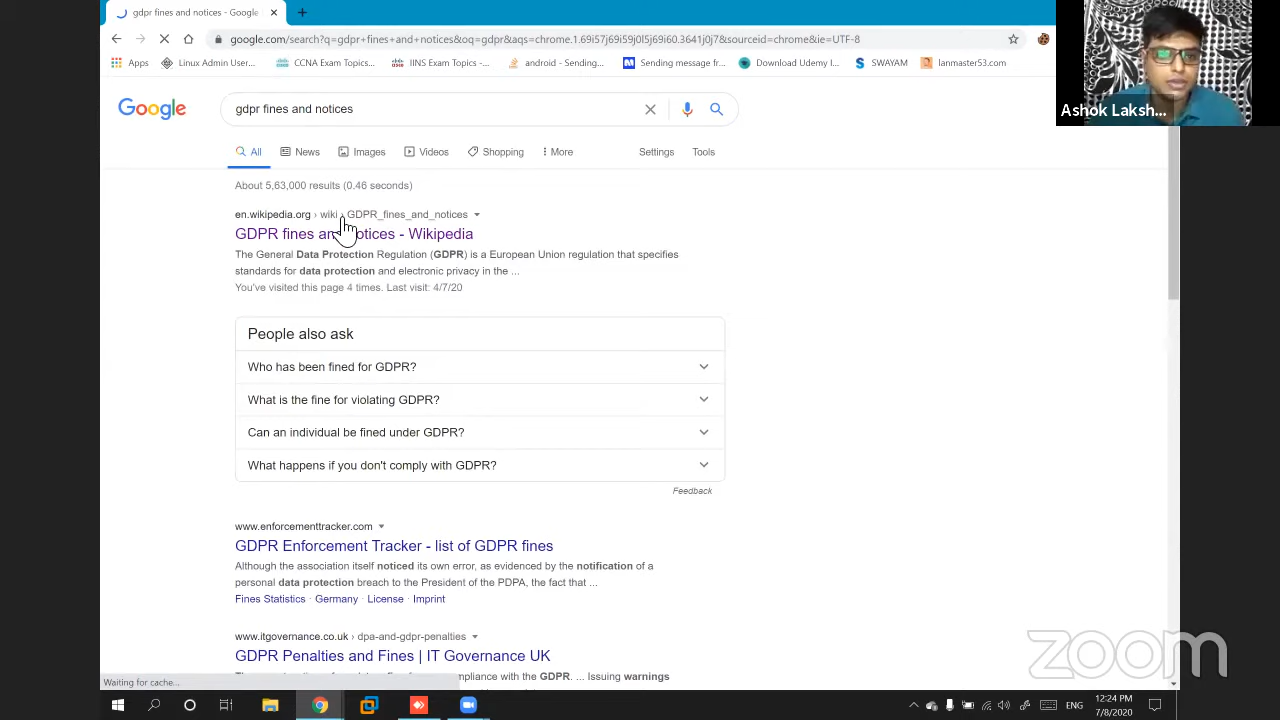 gdpr fines and notices - Google
google.com/search?q=gdpr+fines+and+notices&oq=gdpr&aqs=chrome.1.69i57j69i59j0l5j69i60.3641j0j7&sourceid=chrome&ie=UTF-8
Apps Linux Admin User... CCNA Exam Topics... IINS Exam Topics -... android - Sending... Sending message fr... Download Udemy I... SWAYAM lanmaster53.com
Ashok Laksh...
Google gdpr fines and notices
All News Images Videos Shopping More Settings Tools
About 5,63,000 results (0.46 seconds)
en.wikipedia.org › wiki › GDPR_fines_and_notices
GDPR fines and notices - Wikipedia
The General Data Protection Regulation (GDPR) is a European Union regulation that specifies
standards for data protection and electronic privacy in the ...
You've visited this page 4 times. Last visit: 4/7/20
People also ask
Who has been fined for GDPR?
What is the fine for violating GDPR?
Can an individual be fined under GDPR?
What happens if you don't comply with GDPR?
Feedback
www.enforcementtracker.com
GDPR Enforcement Tracker - list of GDPR fines
Although the association itself noticed its own error, as evidenced by the notification of a
personal data protection breach to the President of the PDPA, the fact that ...
Fines Statistics · Germany · License · Imprint
www.itgovernance.co.uk › dpa-and-gdpr-penalties
GDPR Penalties and Fines | IT Governance UK
mpliance with the GDPR. ... Issuing warnings
Waiting for cache...
zoom
ENG
12:24 PM
7/8/2020